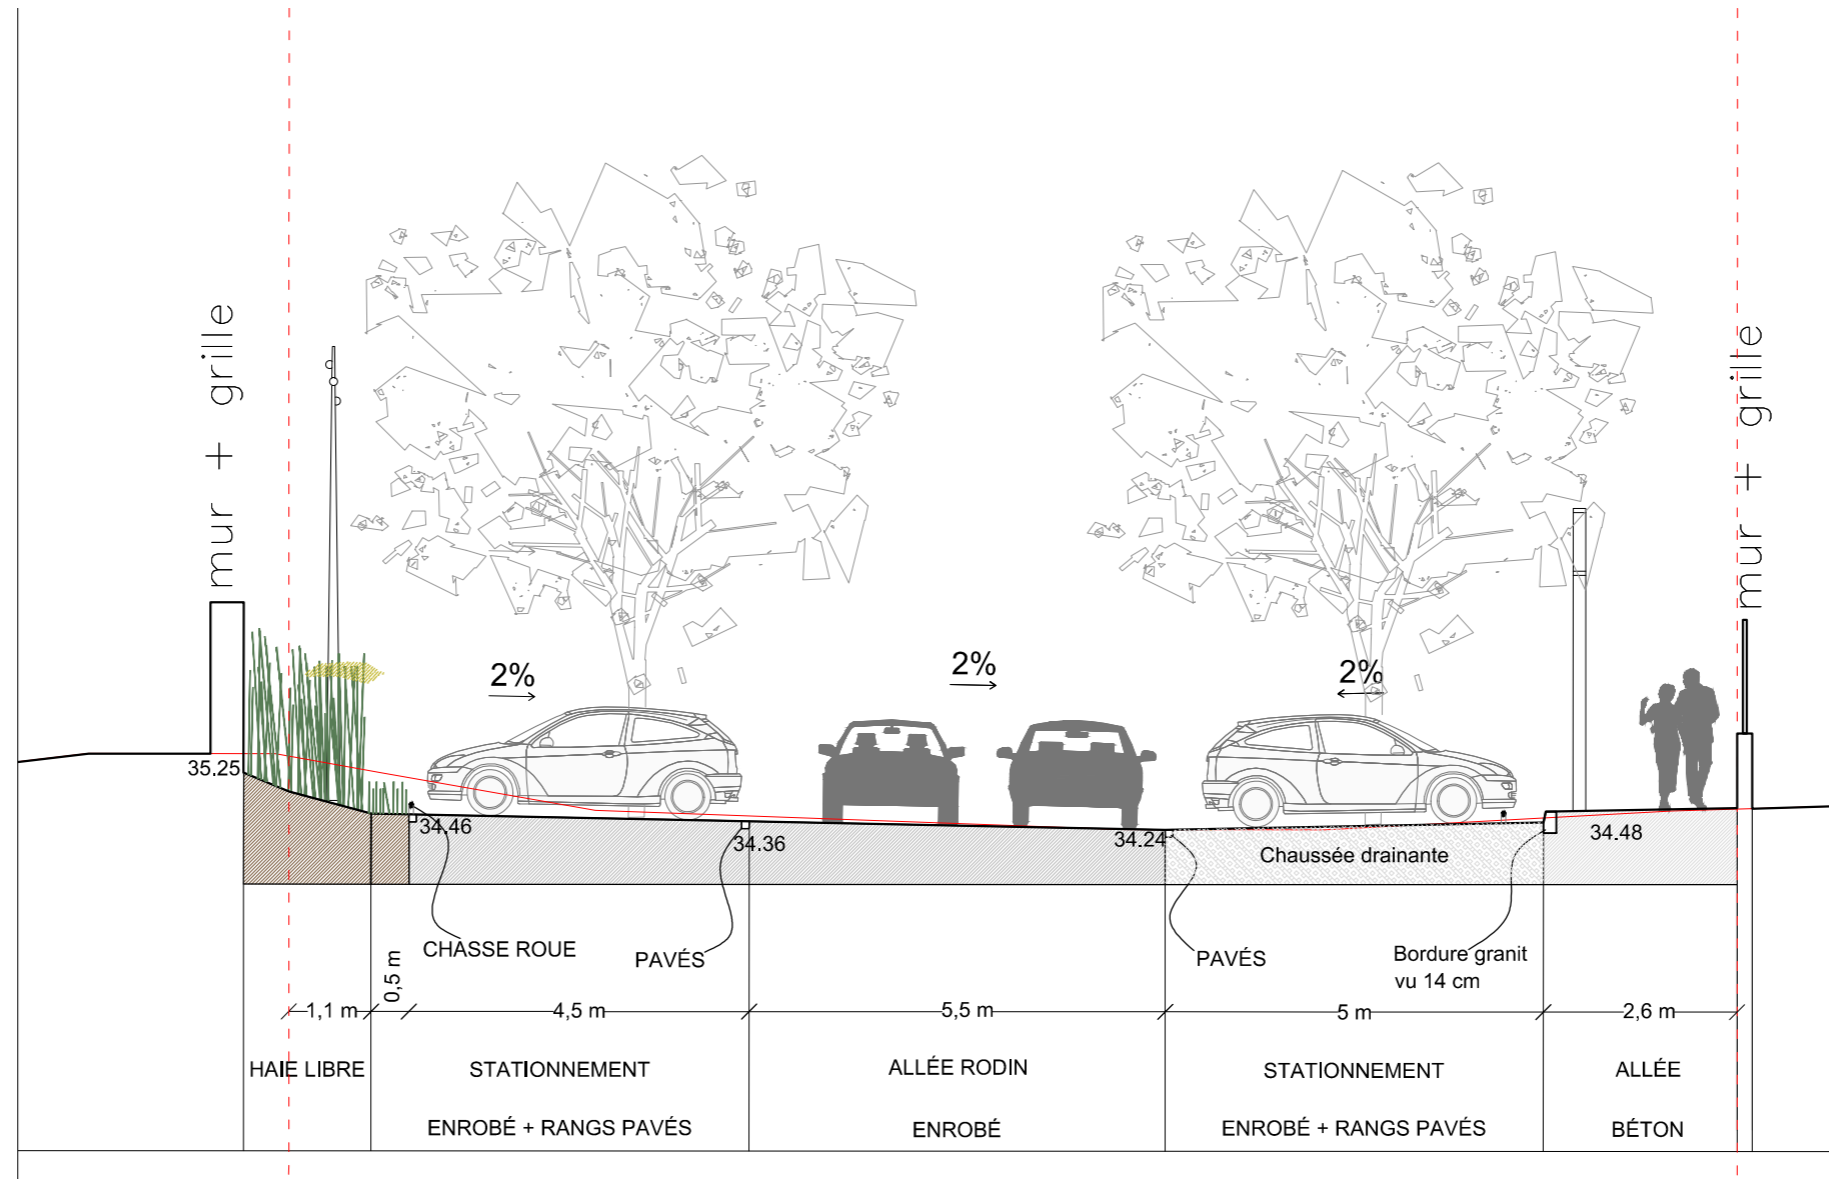 mur + grille
mur + grille
2%
2%
2%
35.25
34.46
34.36
34.24
34.48
Chaussée drainante
CHASSE ROUE
PAVÉS
PAVÉS
Bordure granit
vu 14 cm
1,1 m
0,5 m
4,5 m
5,5 m
5 m
2,6 m
HAIE LIBRE
STATIONNEMENT
ALLÉE RODIN
STATIONNEMENT
ALLÉE
ENROBÉ + RANGS PAVÉS
ENROBÉ
ENROBÉ + RANGS PAVÉS
BÉTON